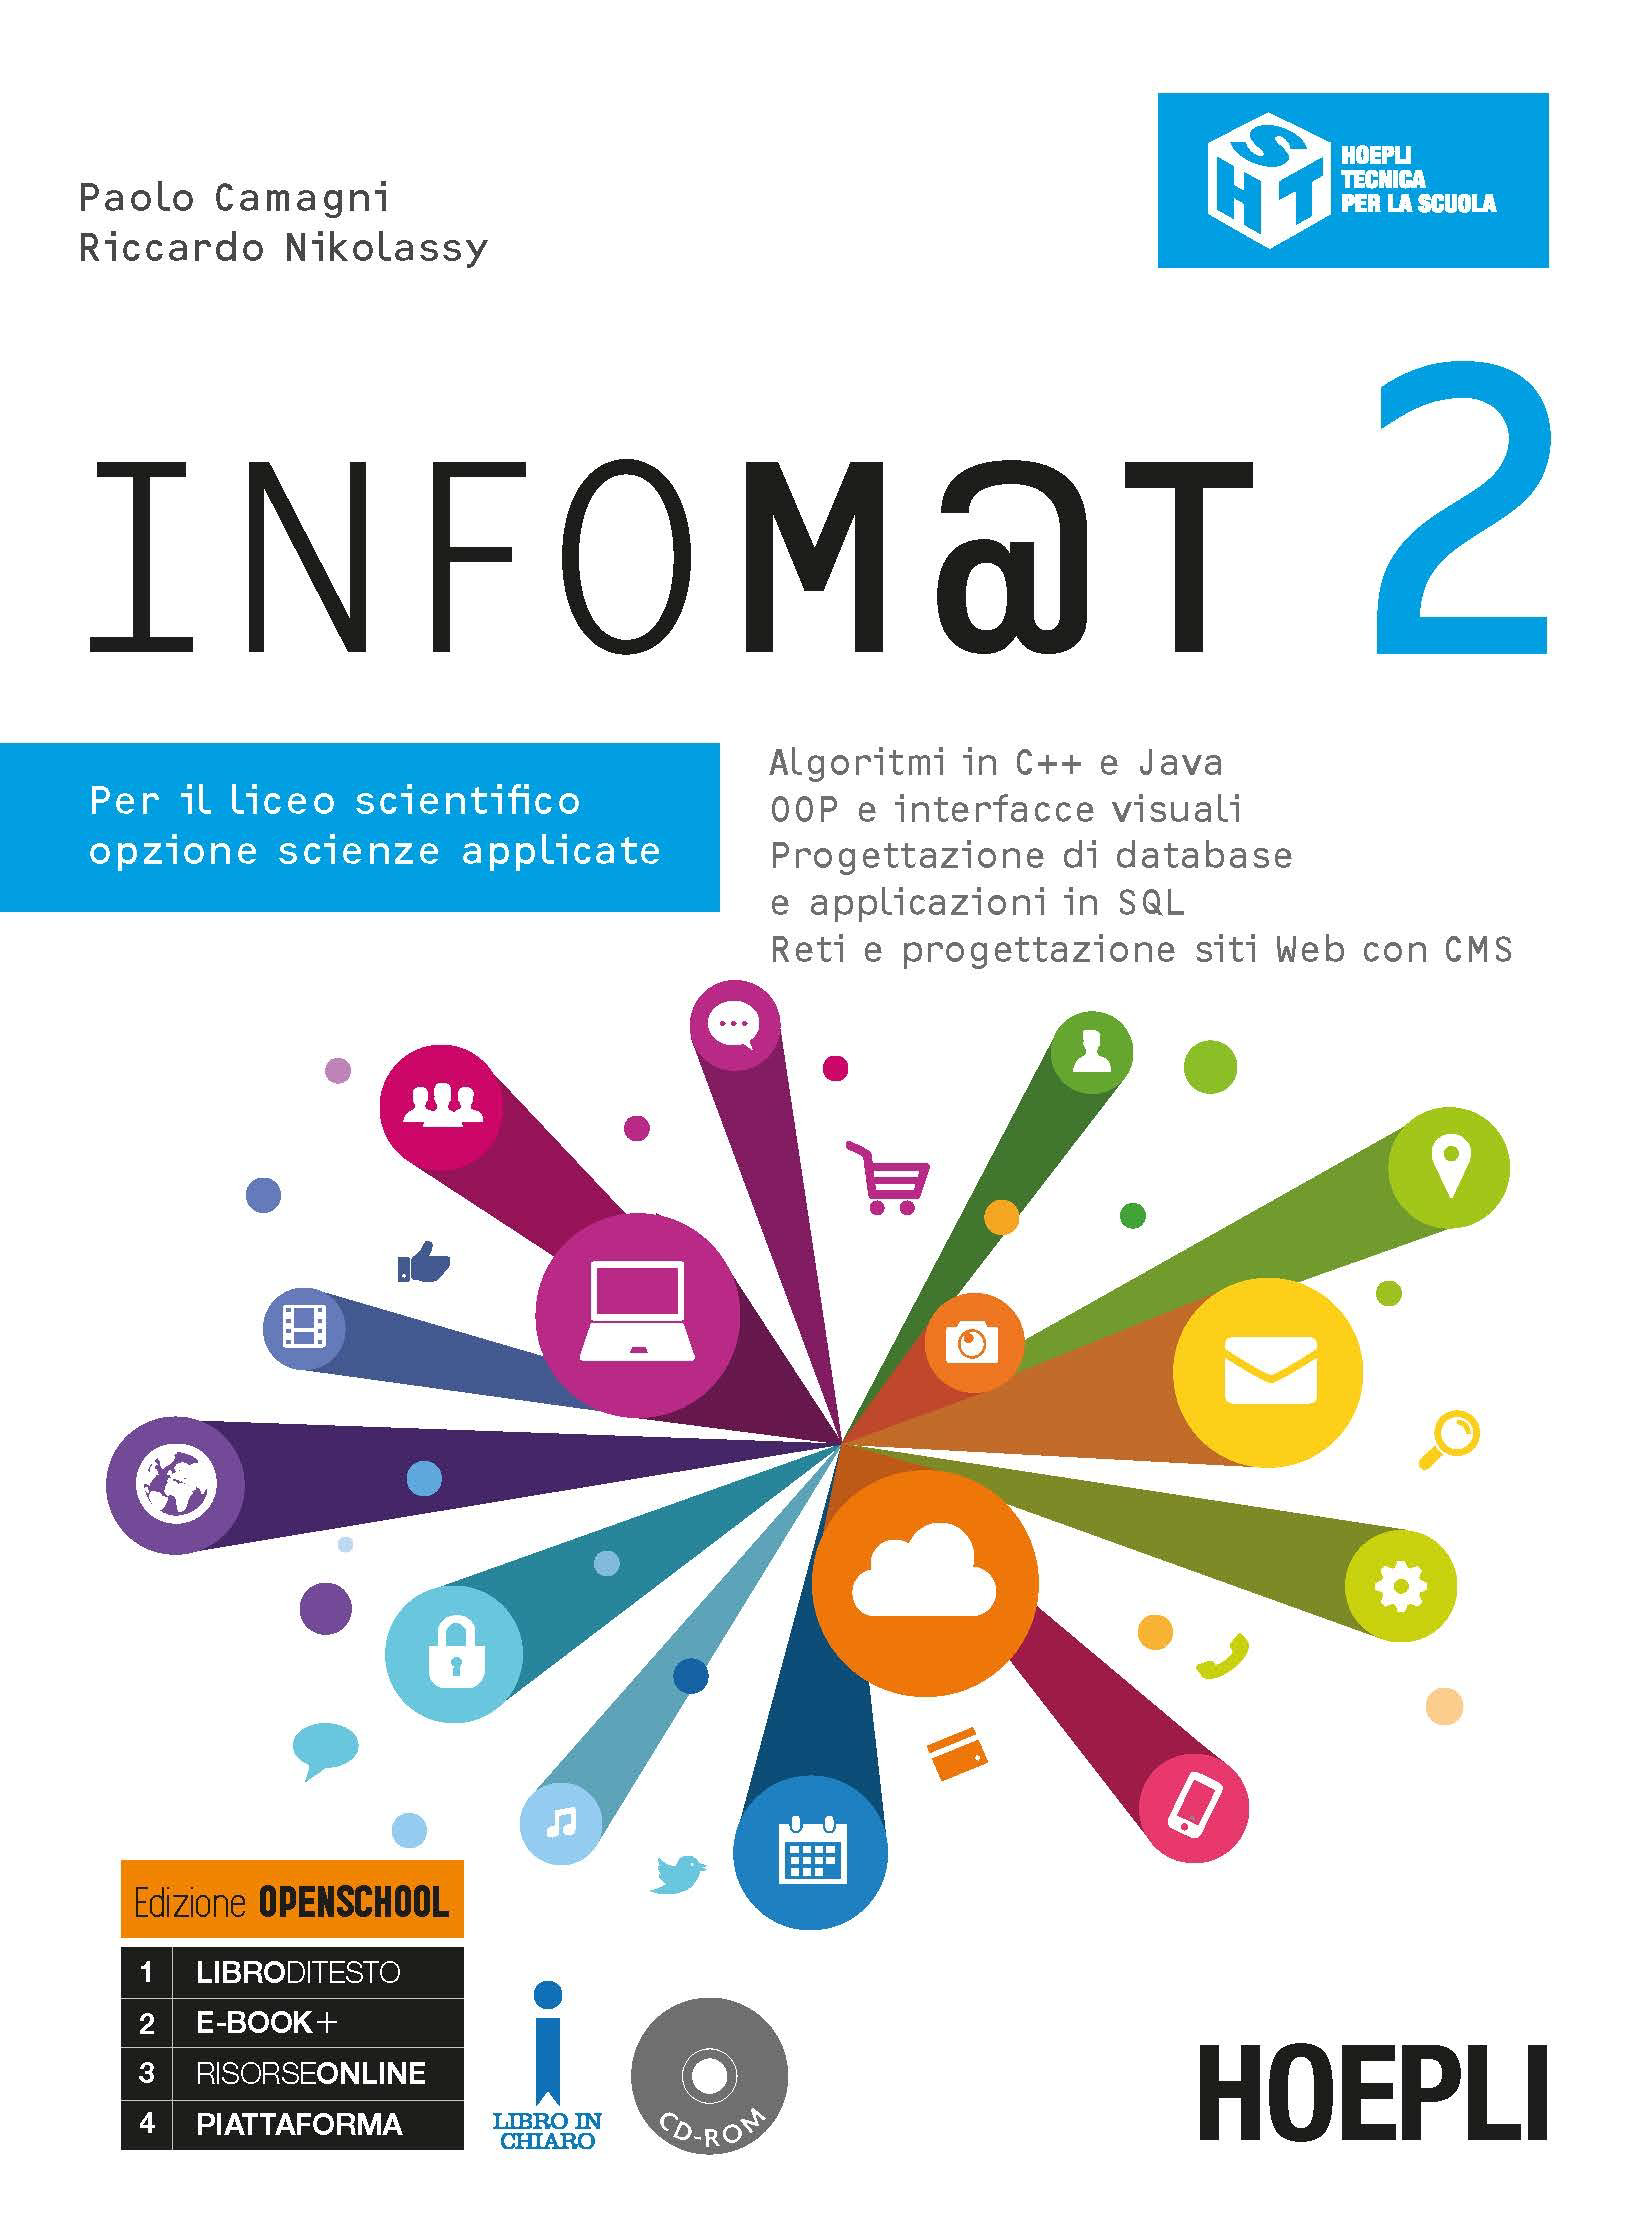 Paolo Camagni
Riccardo Nikolassy
SHT
HOEPLI
TECNICA
PER LA SCUOLA
INFOM@T 2
Per il liceo scientifico
opzione scienze applicate
Algoritmi in C++ e Java
OOP e interfacce visuali
Progettazione di database
e applicazioni in SQL
Reti e progettazione siti Web con CMS
Edizione OPENSCHOOL
1 LIBRODITESTO
2 E-BOOK+
3 RISORSEONLINE
4 PIATTAFORMA
LIBRO IN
CHIARO
CD-ROM
HOEPLI